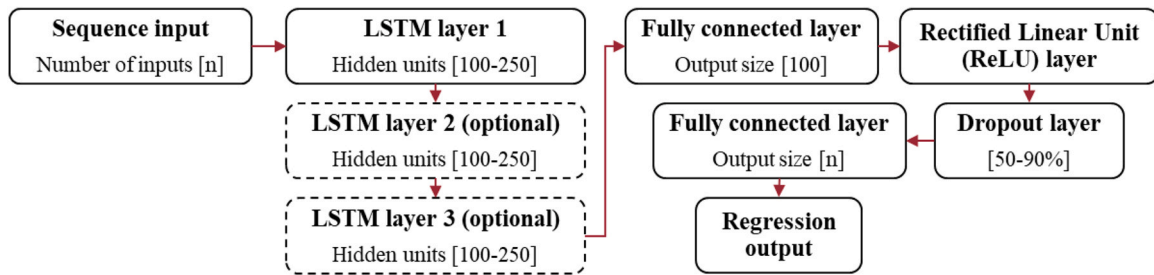 Sequence input
Number of inputs [n]
LSTM layer 1
Hidden units [100-250]
LSTM layer 2 (optional)
Hidden units [100-250]
LSTM layer 3 (optional)
Hidden units [100-250]
Fully connected layer
Output size [100]
Rectified Linear Unit
(ReLU) layer
Dropout layer
[50-90%]
Fully connected layer
Output size [n]
Regression
output